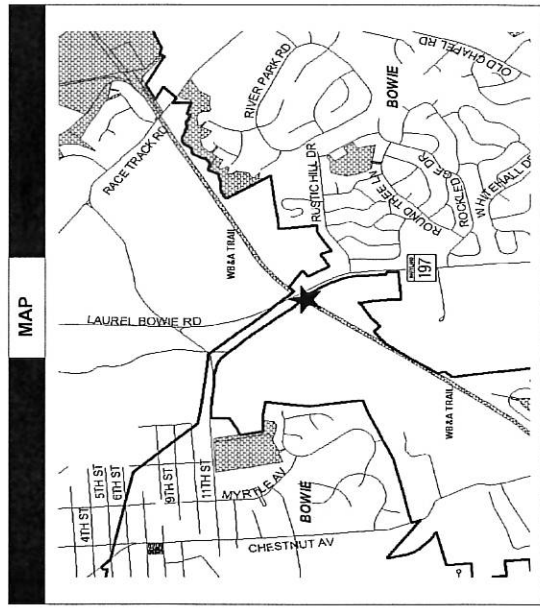 MAP
RACE TRACK RD
RIVER PARK RD
OLD CHAPEL RD
BOWIE
WB&A TRAIL
RUSTIC HILL DR
ROUND TREE LN
ROCKLEDGE DR
WHITEHALL DR
LAUREL BOWIE RD
MARYLAND
197
4TH ST
5TH ST
6TH ST
9TH ST
11TH ST
MYRTLE AV
BOWIE
CHESTNUT AV
WB&A TRAIL